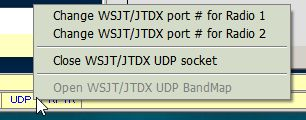 Change WSJT/JTDX port # for Radio 1
Change WSJT/JTDX port # for Radio 2
Close WSJT/JTDX UDP socket
Open WSJT/JTDX UDP BandMap
UDP